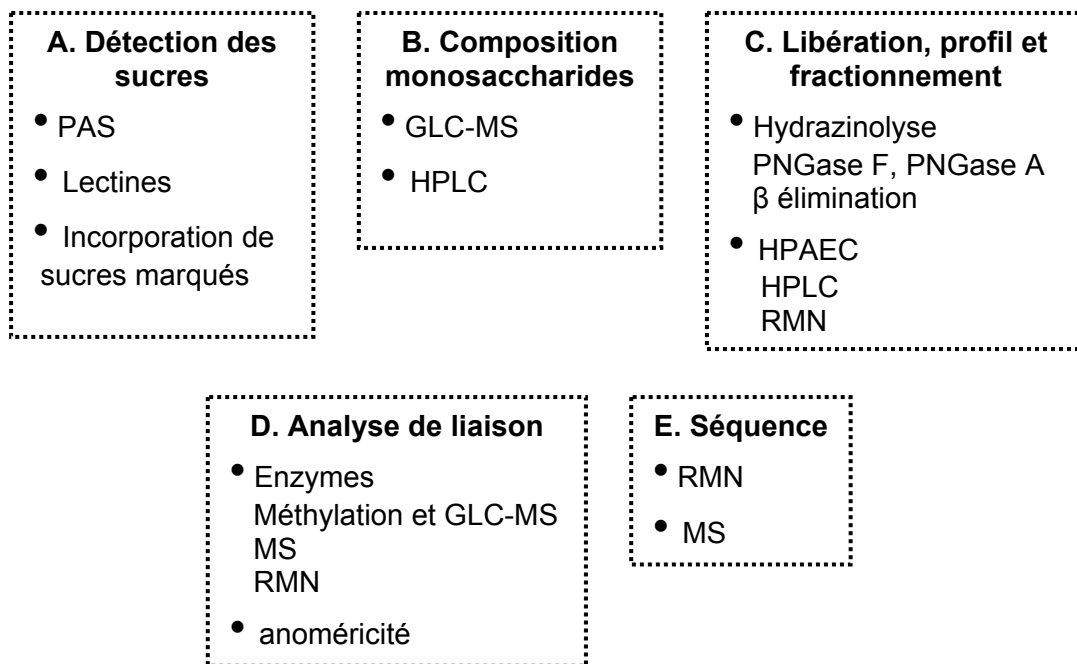 A. Détection des
sucres
• PAS
• Lectines
• Incorporation de
sucres marqués
B. Composition
monosaccharides
• GLC-MS
• HPLC
C. Libération, profil et
fractionnement
• Hydrazinolyse
PNGase F, PNGase A
β élimination
• HPAEC
HPLC
RMN
D. Analyse de liaison
• Enzymes
Méthylation et GLC-MS
MS
RMN
• anoméricité
E. Séquence
• RMN
• MS